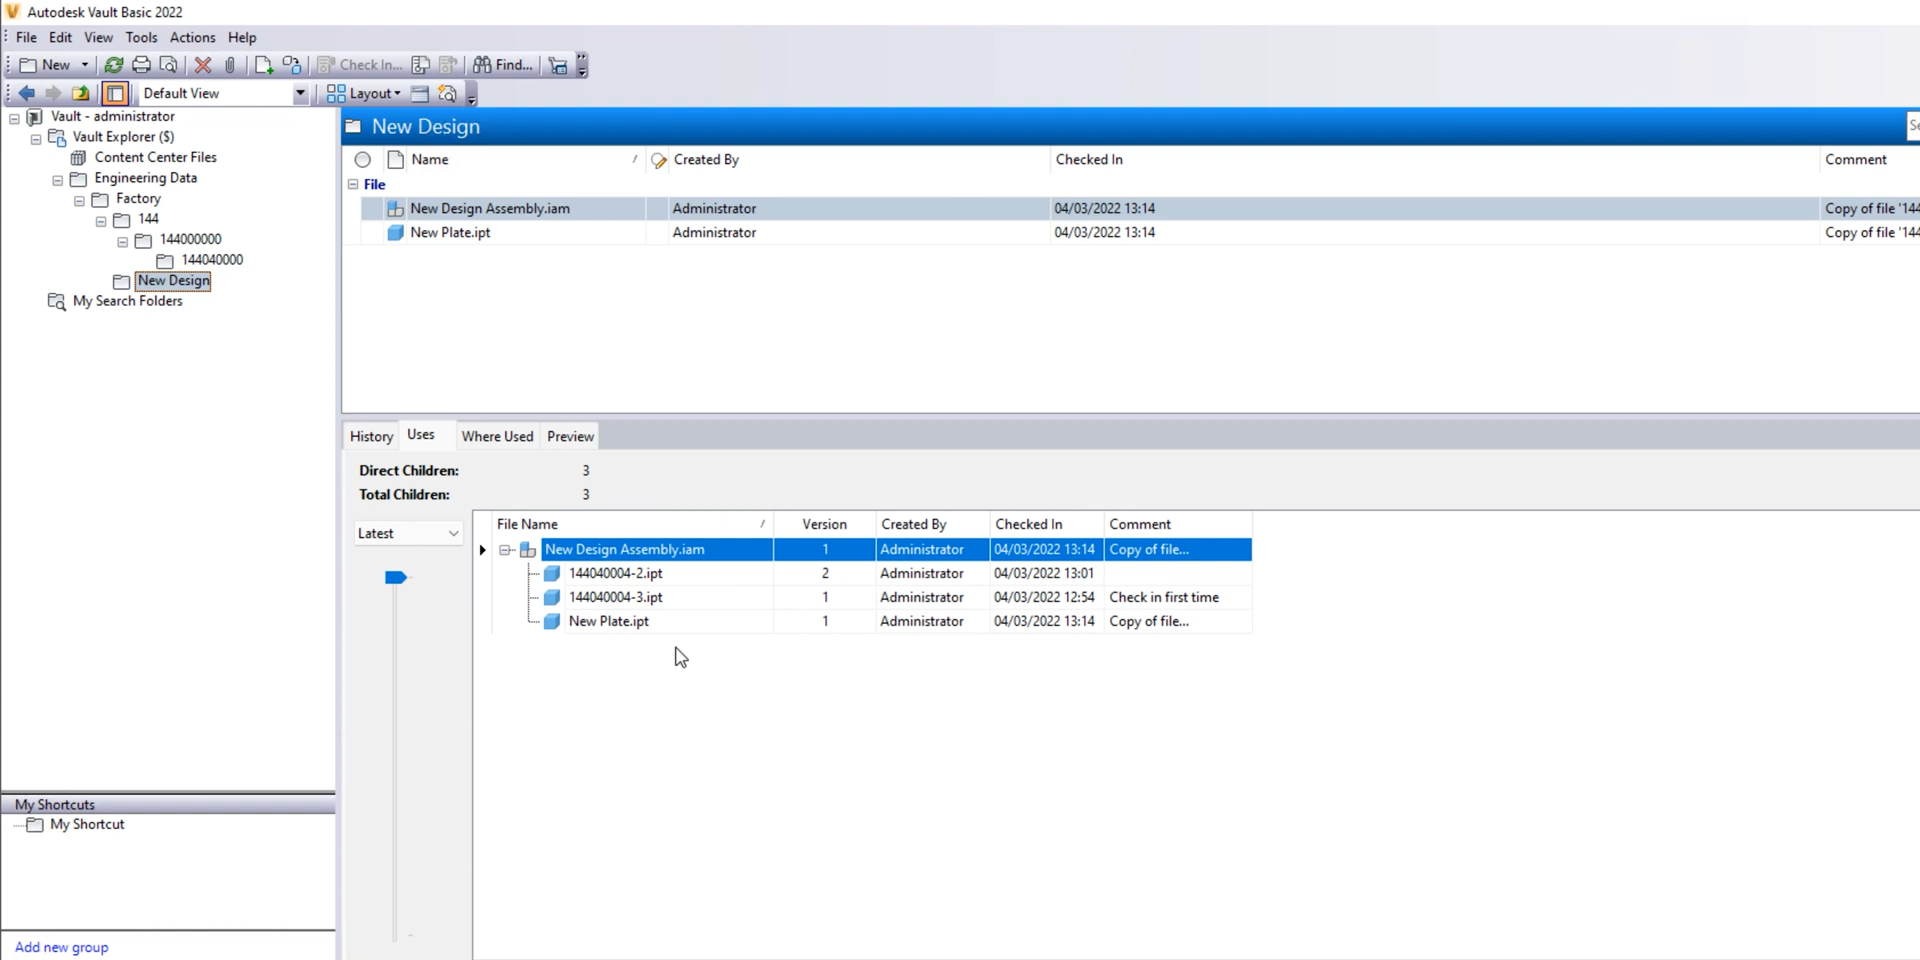 Autodesk Vault Basic 2022
File Edit View Tools Actions Help
New Check In... Find...
Default View Layout
Vault - administrator
Vault Explorer ($)
Content Center Files
Engineering Data
Factory
144
144000000
144040000
New Design
My Search Folders
My Shortcuts
My Shortcut
Add new group
New Design
Name / Created By Checked In Comment
File
New Design Assembly.iam Administrator 04/03/2022 13:14 Copy of file '144
New Plate.ipt Administrator 04/03/2022 13:14 Copy of file '144
History Uses Where Used Preview
Direct Children: 3
Total Children: 3
Latest
File Name / Version Created By Checked In Comment
New Design Assembly.iam 1 Administrator 04/03/2022 13:14 Copy of file...
144040004-2.ipt 2 Administrator 04/03/2022 13:01
144040004-3.ipt 1 Administrator 04/03/2022 12:54 Check in first time
New Plate.ipt 1 Administrator 04/03/2022 13:14 Copy of file...